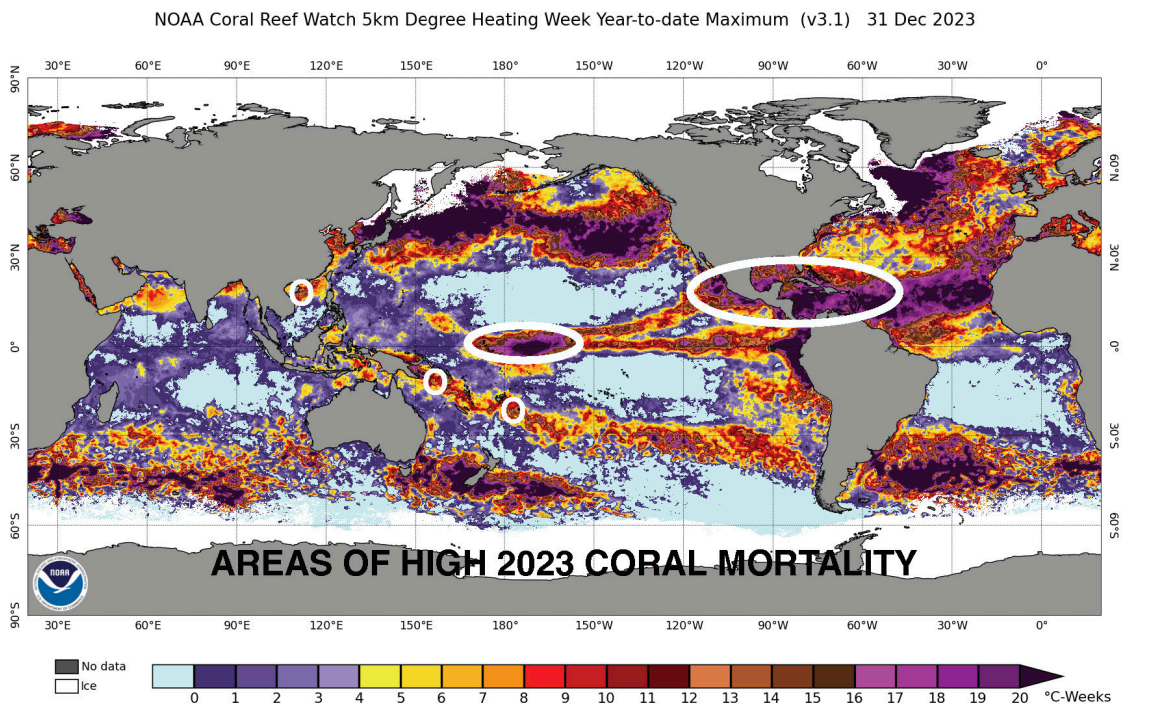 NOAA Coral Reef Watch 5km Degree Heating Week Year-to-date Maximum (v3.1) 31 Dec 2023
30°E 60°E 90°E 120°E 150°E 180° 150°W 120°W 90°W 60°W 30°W 0°
90°N
60°N 60°N
30°N 30°N
0° 0°
30°S 30°S
60°S 60°S
AREAS OF HIGH 2023 CORAL MORTALITY
NOAA
90°S
30°E 60°E 90°E 120°E 150°E 180° 150°W 120°W 90°W 60°W 30°W 0°
No data
Ice
0 1 2 3 4 5 6 7 8 9 10 11 12 13 14 15 16 17 18 19 20 °C-Weeks